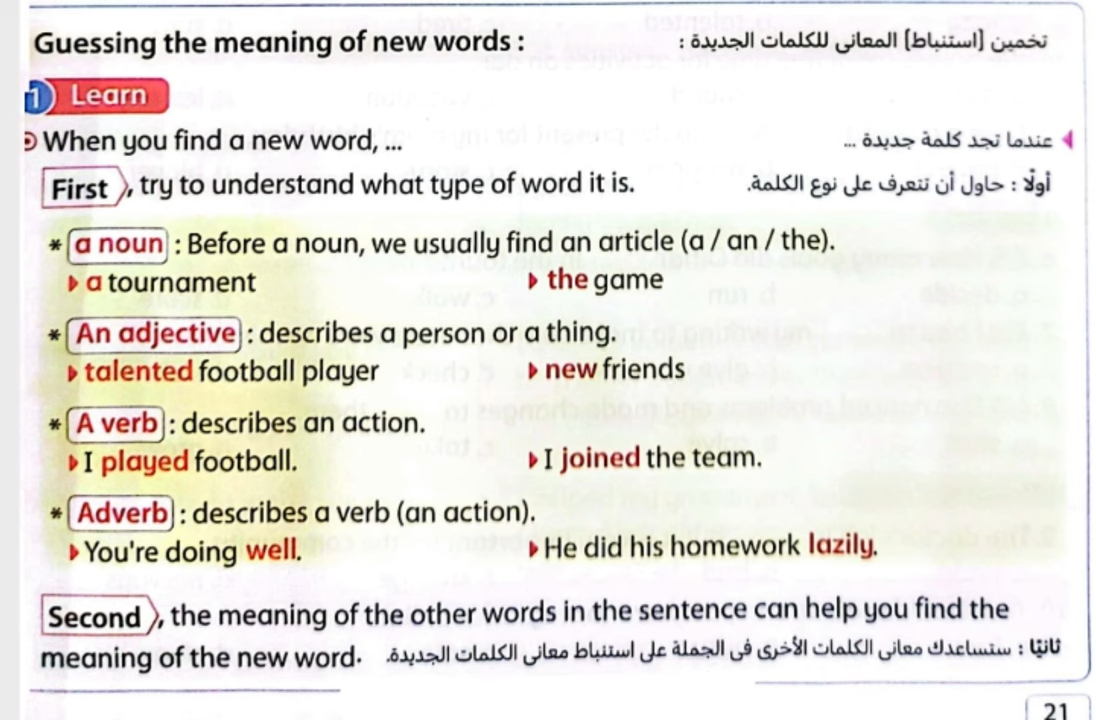 Guessing the meaning of new words : تخمين (استنباط) المعانى للكلمات الجديدة :
1 Learn
When you find a new word, ... عندما تجد كلمة جديدة ...
First, try to understand what type of word it is. أولًا : حاول أن تتعرف على نوع الكلمة.
* a noun : Before a noun, we usually find an article (a / an / the).
a tournament the game
* An adjective : describes a person or a thing.
talented football player new friends
* A verb : describes an action.
I played football. I joined the team.
* Adverb : describes a verb (an action).
You're doing well. He did his homework lazily.
Second, the meaning of the other words in the sentence can help you find the
meaning of the new word. ثانيًا : ستساعدك معانى الكلمات الأخرى فى الجملة على استنباط معانى الكلمات الجديدة.
21